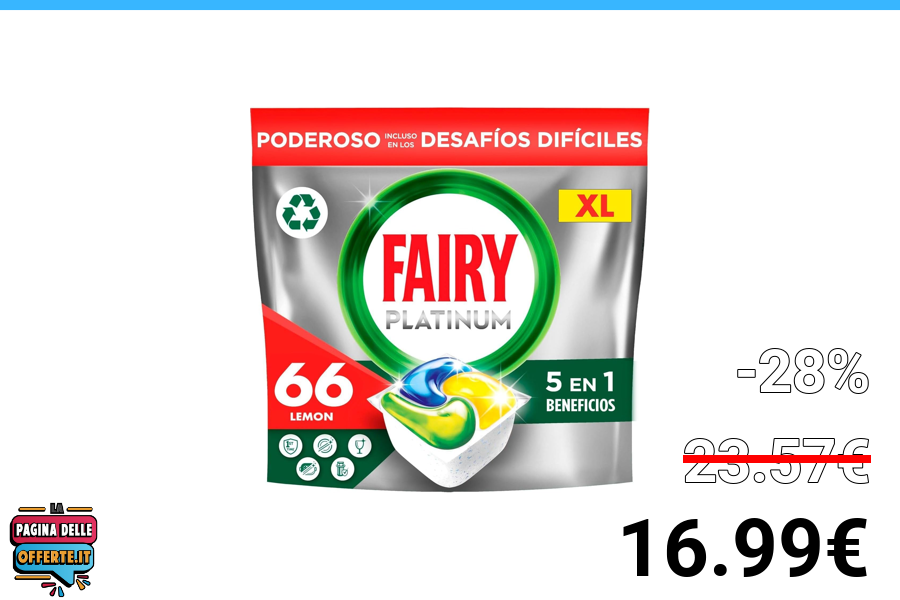 PODEROSO INCLUSO EN LOS DESAFÍOS DIFÍCILES
XL
FAIRY
PLATINUM
66
LEMON
5 EN 1
BENEFICIOS
-28%
23.57€
16.99€
LA
PAGINA DELLE
OFFERTE.IT